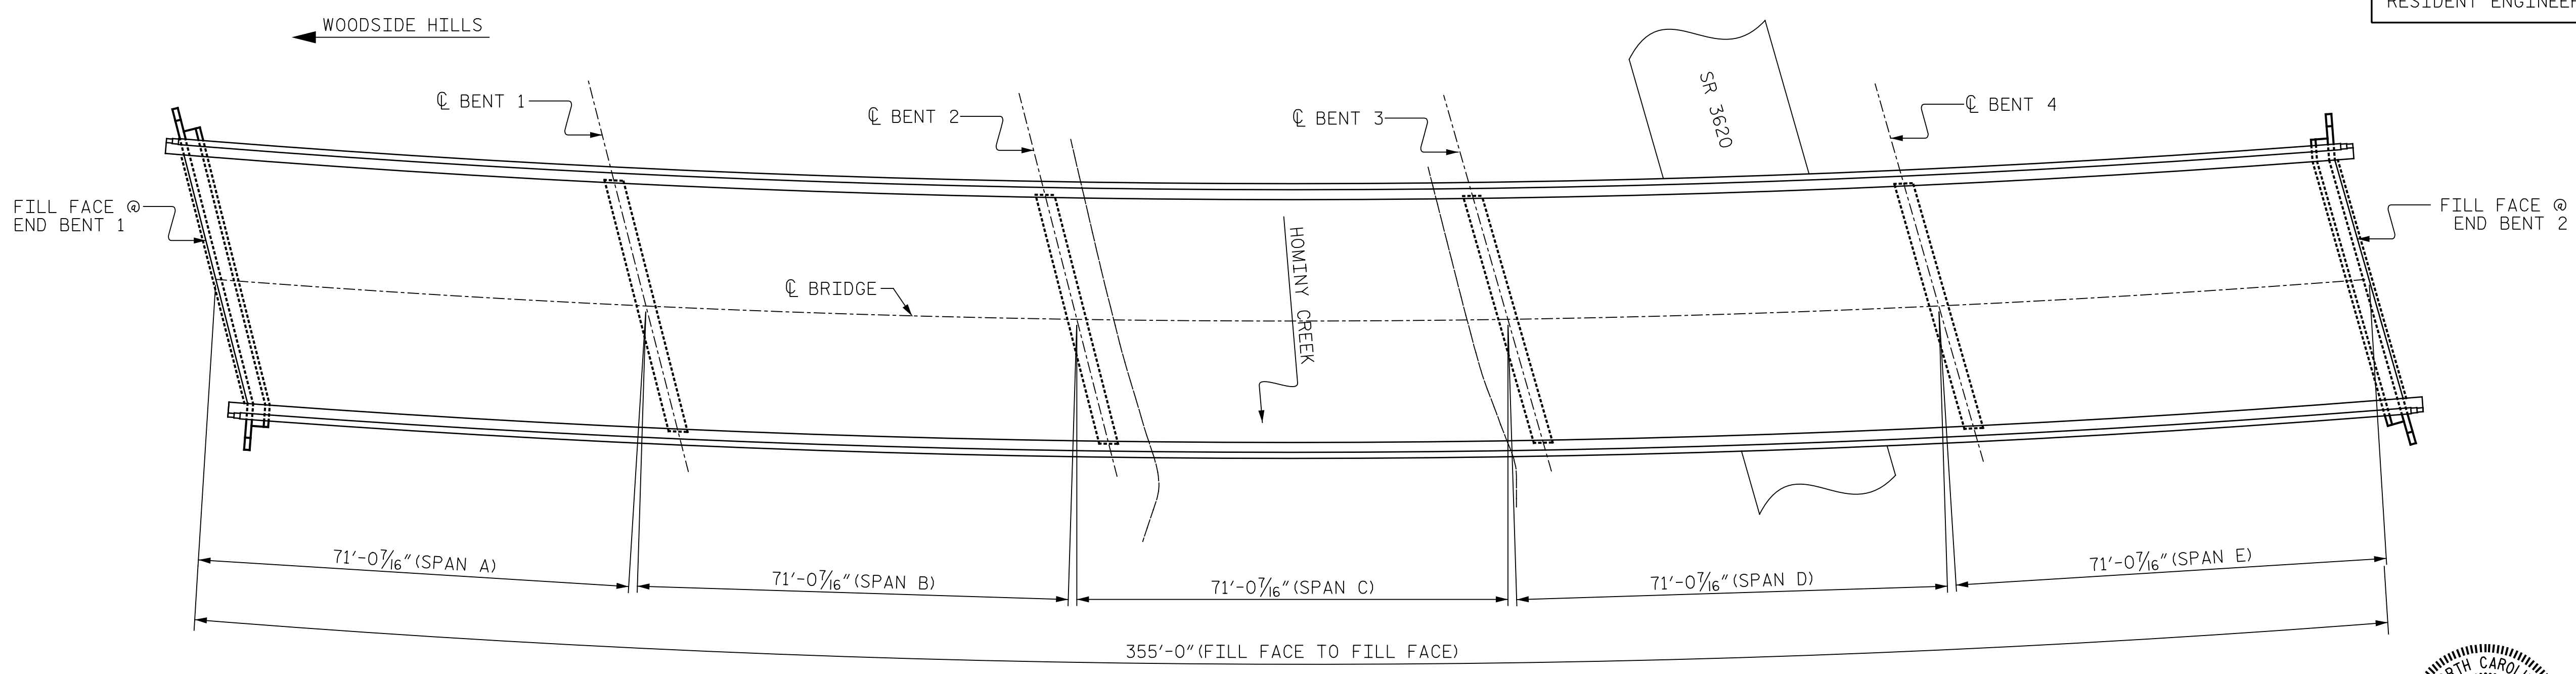 RESIDENT ENGINEER
WOODSIDE HILLS
℄ BENT 1
℄ BENT 2
℄ BENT 3
SR 3620
℄ BENT 4
FILL FACE @
END BENT 1
FILL FACE @
END BENT 2
℄ BRIDGE
HOMINY CREEK
71'-0 7/16" (SPAN A)
71'-0 7/16" (SPAN B)
71'-0 7/16" (SPAN C)
71'-0 7/16" (SPAN D)
71'-0 7/16" (SPAN E)
355'-0" (FILL FACE TO FILL FACE)